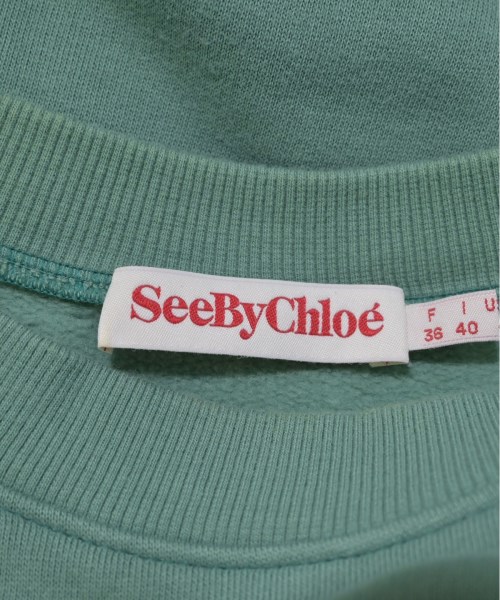 SeeByChloé
F I U
36 40